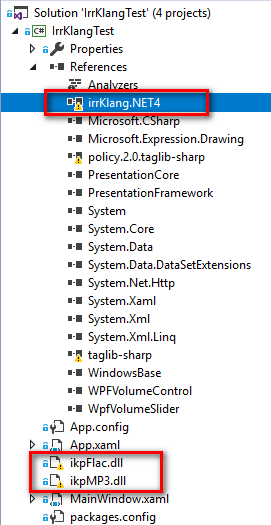 Solution 'IrrKlangTest' (4 projects)
IrrKlangTest
Properties
References
Analyzers
irrKlang.NET4
Microsoft.CSharp
Microsoft.Expression.Drawing
policy.2.0.taglib-sharp
PresentationCore
PresentationFramework
System
System.Core
System.Data
System.Data.DataSetExtensions
System.Net.Http
System.Xaml
System.Xml
System.Xml.Linq
taglib-sharp
WindowsBase
WPFVolumeControl
WpfVolumeSlider
App.config
App.xaml
ikpFlac.dll
ikpMP3.dll
MainWindow.xaml
packages.config